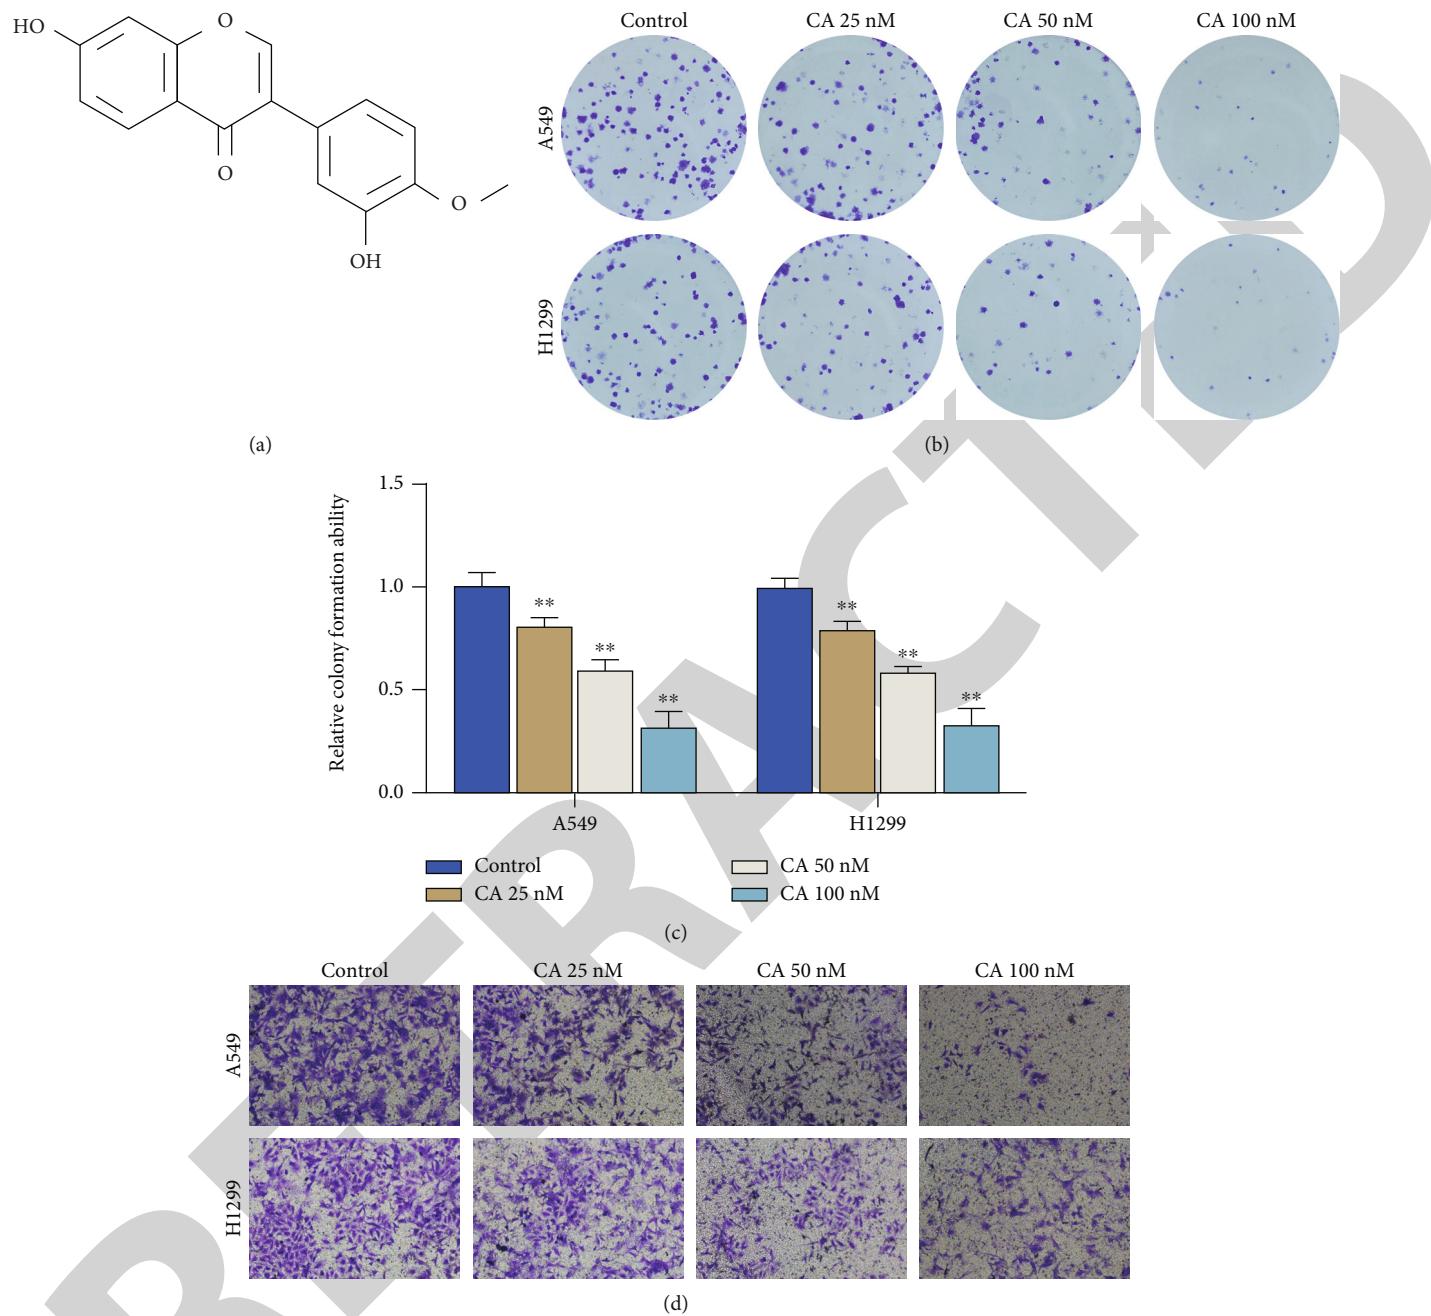 HO
O
O
O
OH
(a)
Control CA 25 nM CA 50 nM CA 100 nM
A549
H1299
(b)
Relative colony formation ability
1.5
1.0
0.5
0.0
** ** **
** ** **
A549 H1299
Control CA 50 nM
CA 25 nM CA 100 nM
(c)
Control CA 25 nM CA 50 nM CA 100 nM
A549
H1299
(d)
RETRACTED